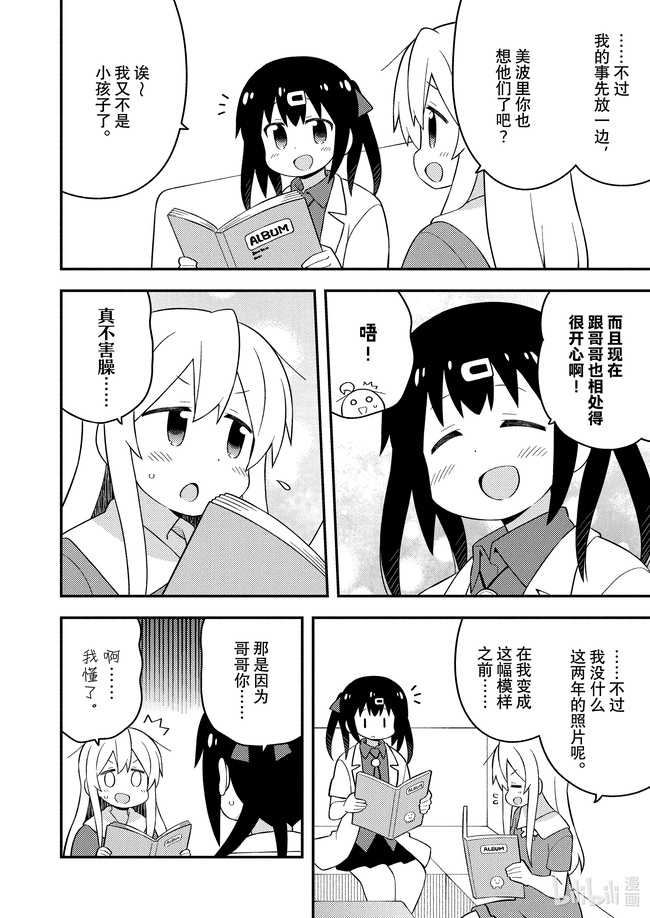 ……不过
我的事先放一边，
美波里你也
想他们了吧？
诶～
我又不是
小孩子了。
ALBUM
而且现在
跟哥哥也相处得
很开心啊！
唔！
真不害臊……
……不过
我没什么
这两年的照片呢。
在我变成
这幅模样
之前……
ALBUM
ALBUM
那是因为
哥哥你……
啊……
我懂了。
ALBUM
bilibili
漫画